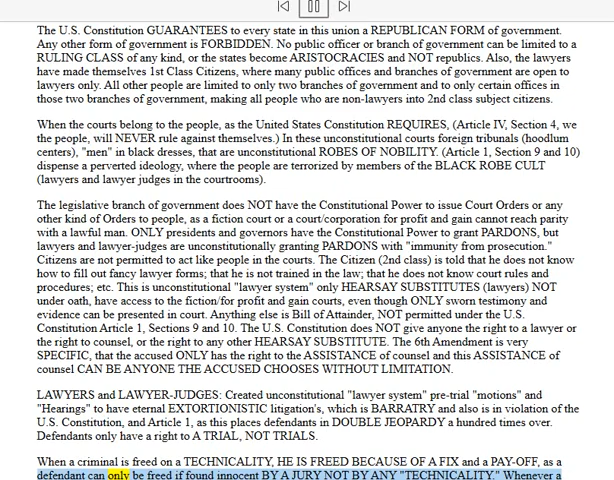 The U.S. Constitution GUARANTEES to every state in this union a REPUBLICAN FORM of government.
Any other form of government is FORBIDDEN. No public officer or branch of government can be limited to a
RULING CLASS of any kind, or the states become ARISTOCRACIES and NOT republics. Also, the lawyers
have made themselves 1st Class Citizens, where many public offices and branches of government are open to
lawyers only. All other people are limited to only two branches of government and to only certain offices in
those two branches of government, making all people who are non-lawyers into 2nd class subject citizens.
When the courts belong to the people, as the United States Constitution REQUIRES, (Article IV, Section 4, we
the people, will NEVER rule against themselves.) In these unconstitutional courts foreign tribunals (hoodlum
centers), "men" in black dresses, that are unconstitutional ROBES OF NOBILITY. (Article 1, Section 9 and 10)
dispense a perverted ideology, where the people are terrorized by members of the BLACK ROBE CULT
(lawyers and lawyer judges in the courtrooms).
The legislative branch of government does NOT have the Constitutional Power to issue Court Orders or any
other kind of Orders to people, as a fiction court or a court/corporation for profit and gain cannot reach parity
with a lawful man. ONLY presidents and governors have the Constitutional Power to grant PARDONS, but
lawyers and lawyer-judges are unconstitutionally granting PARDONS with "immunity from prosecution."
Citizens are not permitted to act like people in the courts. The Citizen (2nd class) is told that he does not know
how to fill out fancy lawyer forms; that he is not trained in the law; that he does not know court rules and
procedures; etc. This is unconstitutional "lawyer system" only HEARSAY SUBSTITUTES (lawyers) NOT
under oath, have access to the fiction/for profit and gain courts, even though ONLY sworn testimony and
evidence can be presented in court. Anything else is Bill of Attainder, NOT permitted under the U.S.
Constitution Article 1, Sections 9 and 10. The U.S. Constitution does NOT give anyone the right to a lawyer or
the right to counsel, or the right to any other HEARSAY SUBSTITUTE. The 6th Amendment is very
SPECIFIC, that the accused ONLY has the right to the ASSISTANCE of counsel and this ASSISTANCE of
counsel CAN BE ANYONE THE ACCUSED CHOOSES WITHOUT LIMITATION.
LAWYERS and LAWYER-JUDGES: Created unconstitutional "lawyer system" pre-trial "motions" and
"Hearings" to have eternal EXTORTIONISTIC litigation's, which is BARRATRY and also is in violation of the
U.S. Constitution, and Article 1, as this places defendants in DOUBLE JEOPARDY a hundred times over.
Defendants only have a right to A TRIAL, NOT TRIALS.
When a criminal is freed on a TECHNICALITY, HE IS FREED BECAUSE OF A FIX and a PAY-OFF, as a
defendant can only be freed if found innocent BY A JURY NOT BY ANY "TECHNICALITY." Whenever a